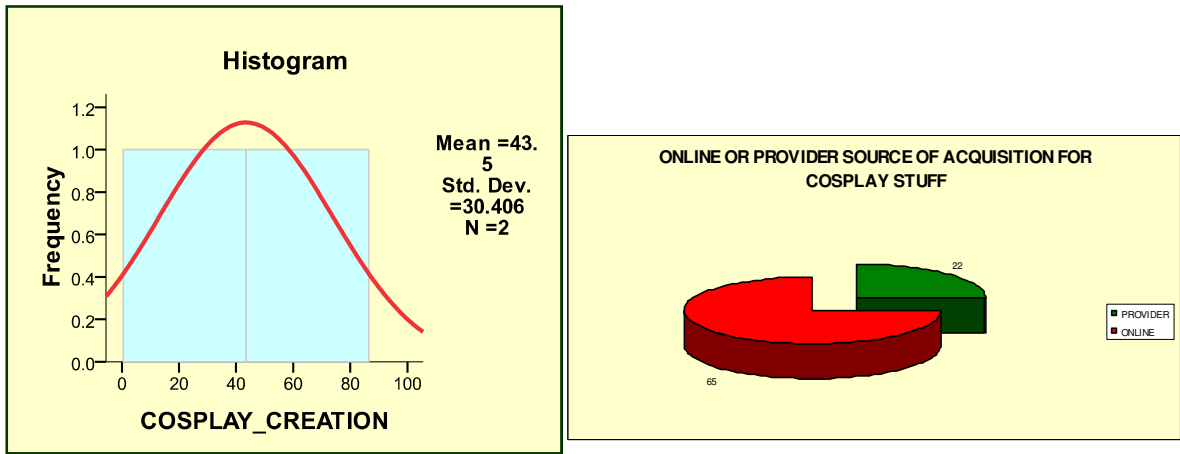 Histogram
1.2
1.0
0.8
0.6
0.4
0.2
0.0
Frequency
0
20
40
60
80
100
COSPLAY_CREATION
Mean =43.
5
Std. Dev.
=30.406
N =2
ONLINE OR PROVIDER SOURCE OF ACQUISITION FOR
COSPLAY STUFF
22
65
PROVIDER
ONLINE